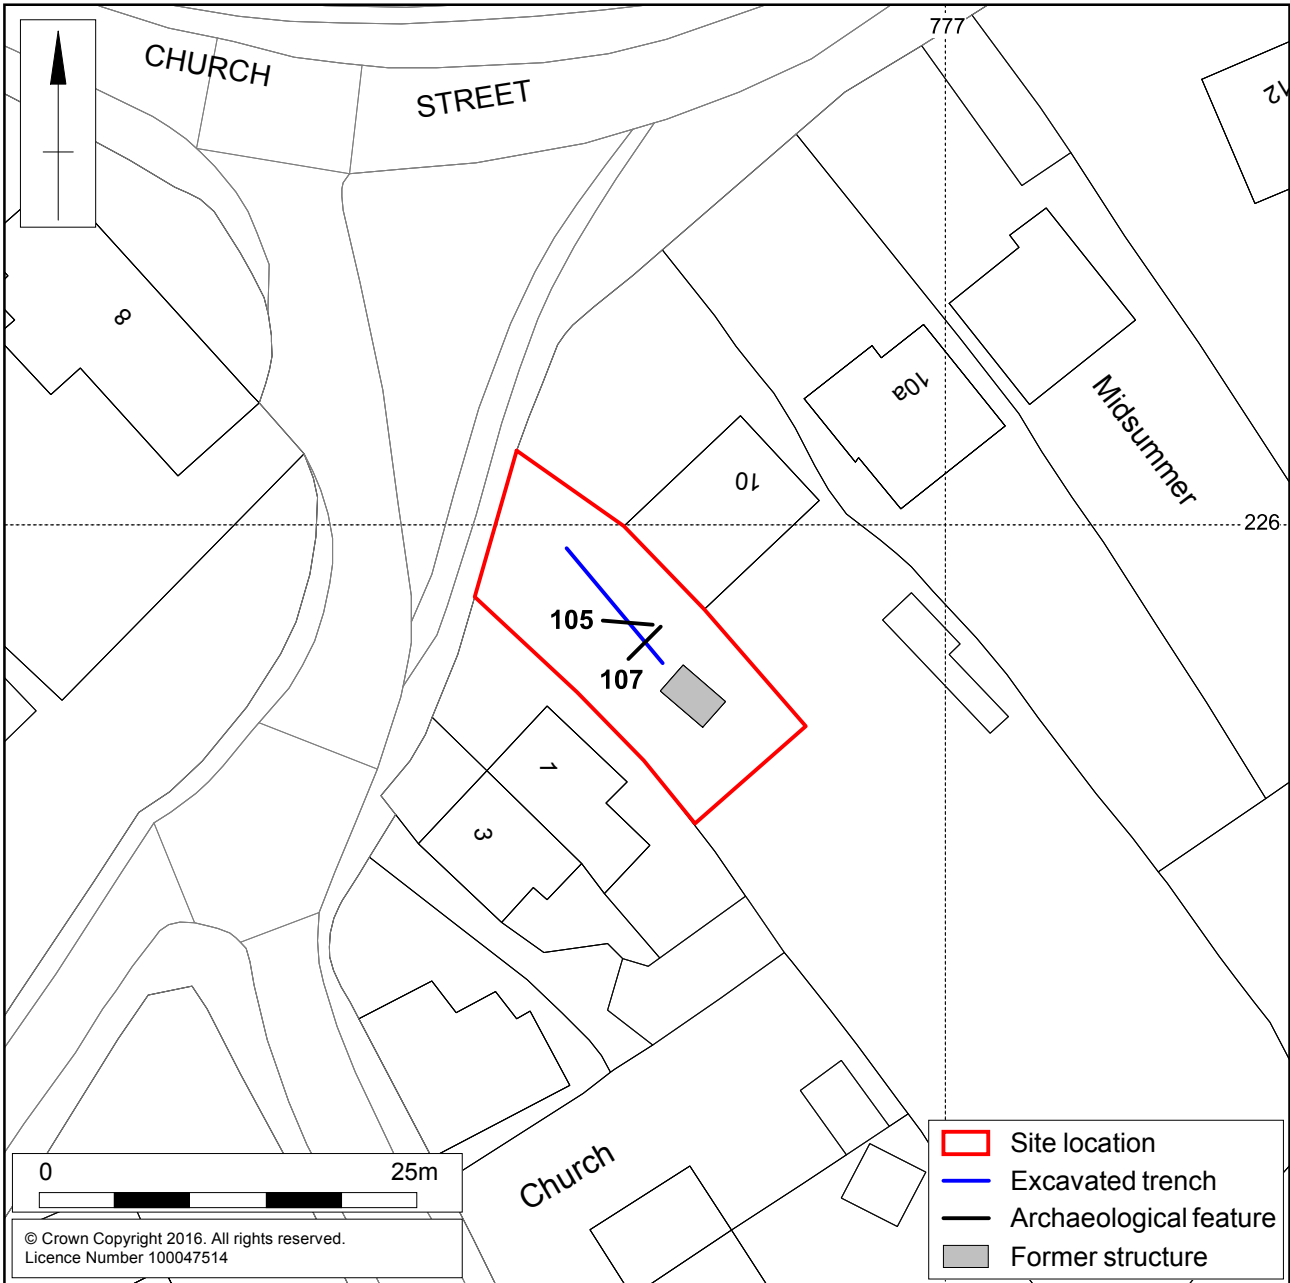 777
CHURCH
STREET
12
8
10a
Midsummer
10
226
105
107
1
3
Church
0 25m
© Crown Copyright 2016. All rights reserved.
Licence Number 100047514
Site location
Excavated trench
Archaeological feature
Former structure